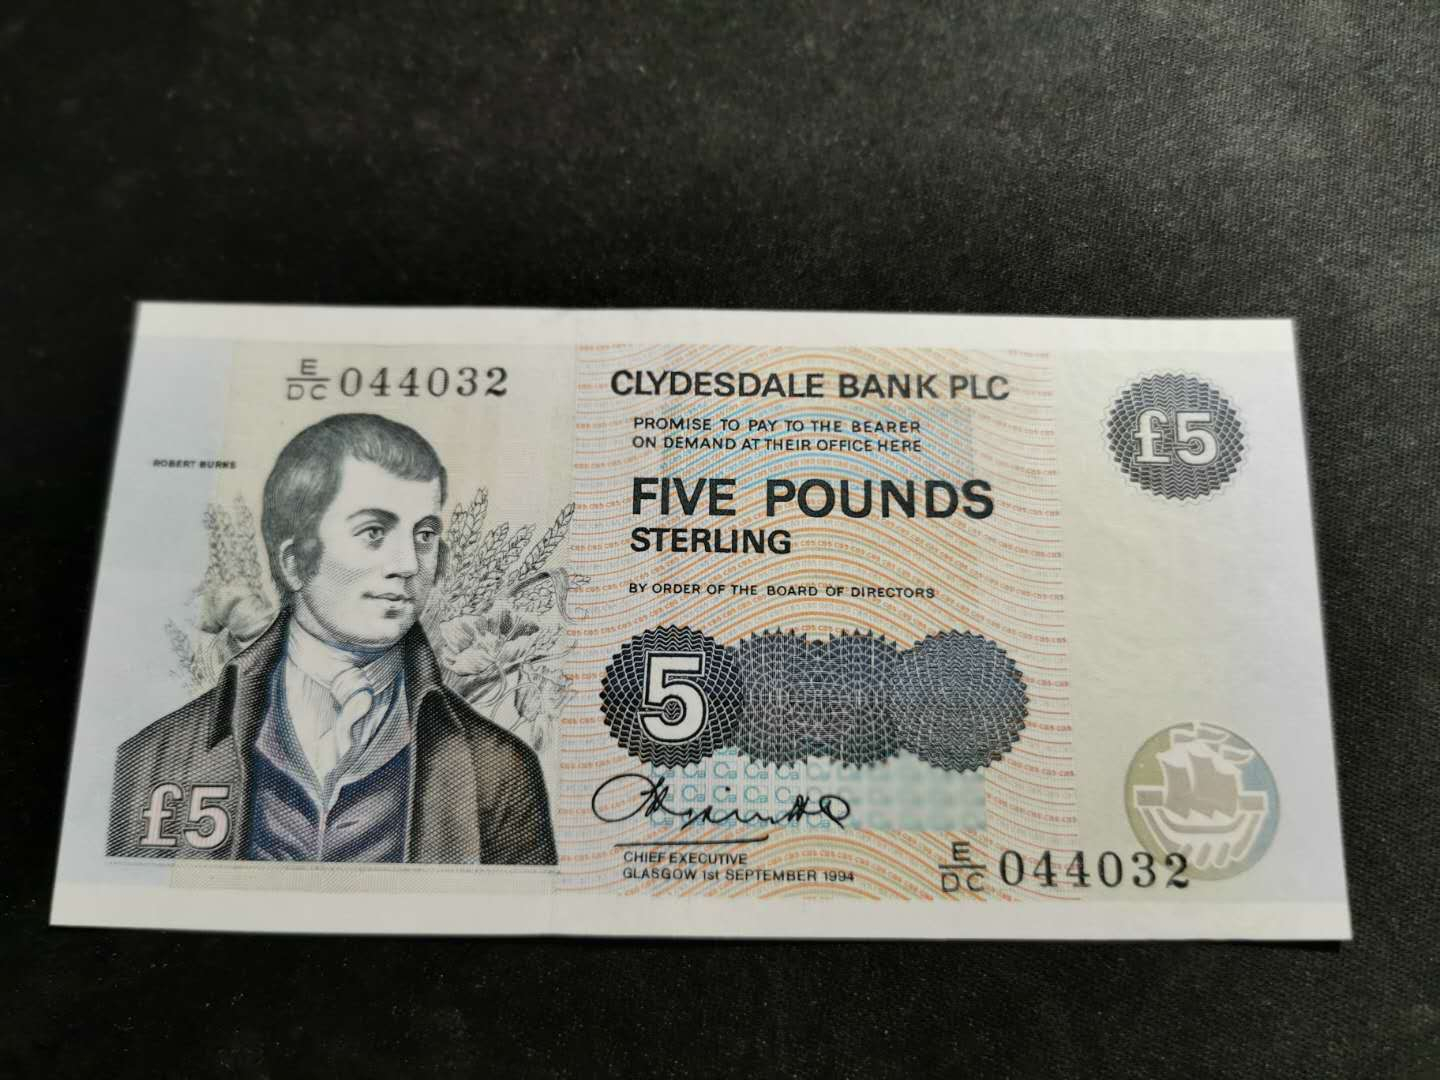 E/DC 044032
CLYDESDALE BANK PLC
£5
PROMISE TO PAY TO THE BEARER
ON DEMAND AT THEIR OFFICE HERE
ROBERT BURNS
FIVE POUNDS
STERLING
BY ORDER OF THE BOARD OF DIRECTORS
5
£5
CHIEF EXECUTIVE
GLASGOW 1st SEPTEMBER 1994
E/DC 044032